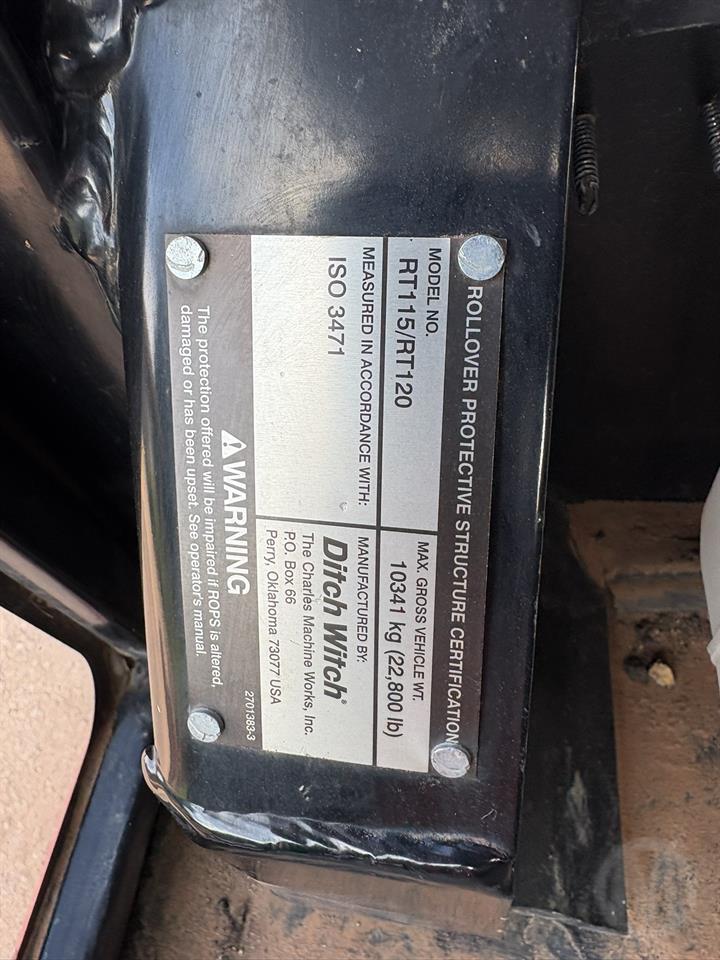 ROLLOVER PROTECTIVE STRUCTURE CERTIFICATION
MODEL NO.
RT115/RT120
MAX. GROSS VEHICLE WT.
10341 kg (22,800 lb)
MEASURED IN ACCORDANCE WITH:
ISO 3471
MANUFACTURED BY:
Ditch Witch®
The Charles Machine Works, Inc.
P.O. Box 66
Perry, Oklahoma 73077 USA
⚠WARNING
The protection offered will be impaired if ROPS is altered,
damaged or has been upset. See operator's manual.
2701383-3